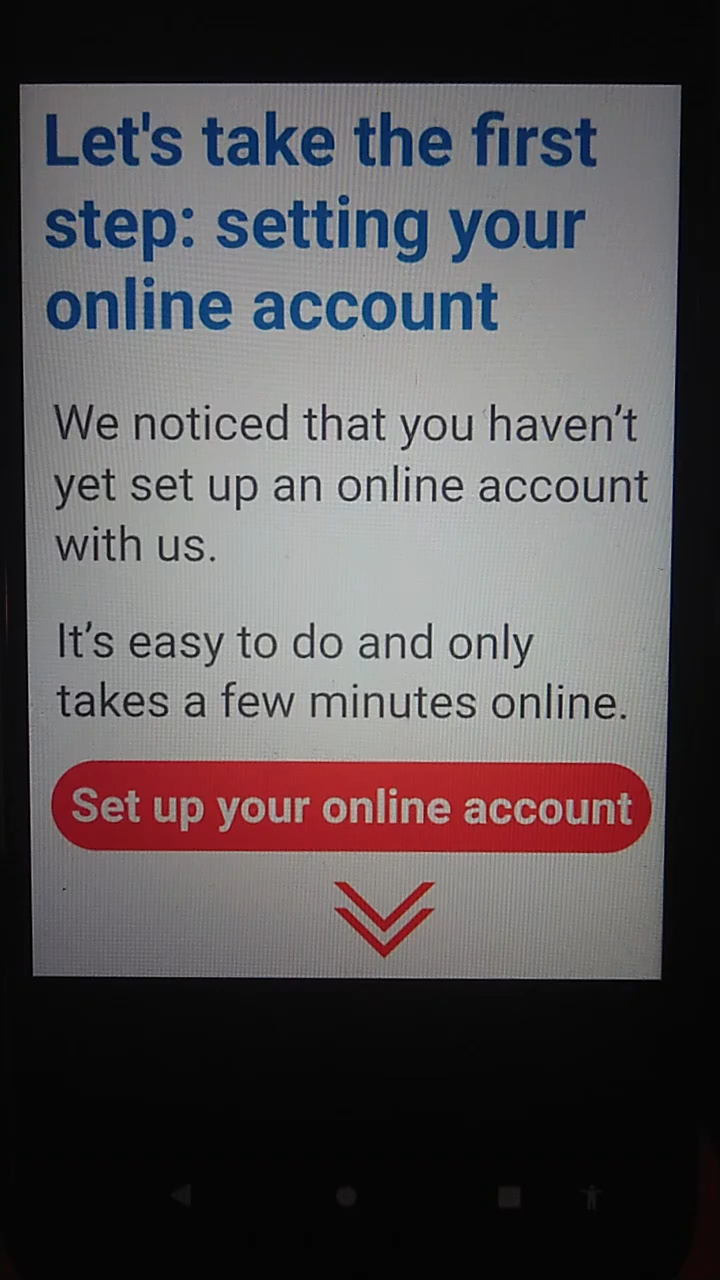 Let's take the first
step: setting your
online account
We noticed that you haven’t
yet set up an online account
with us.
It’s easy to do and only
takes a few minutes online.
Set up your online account